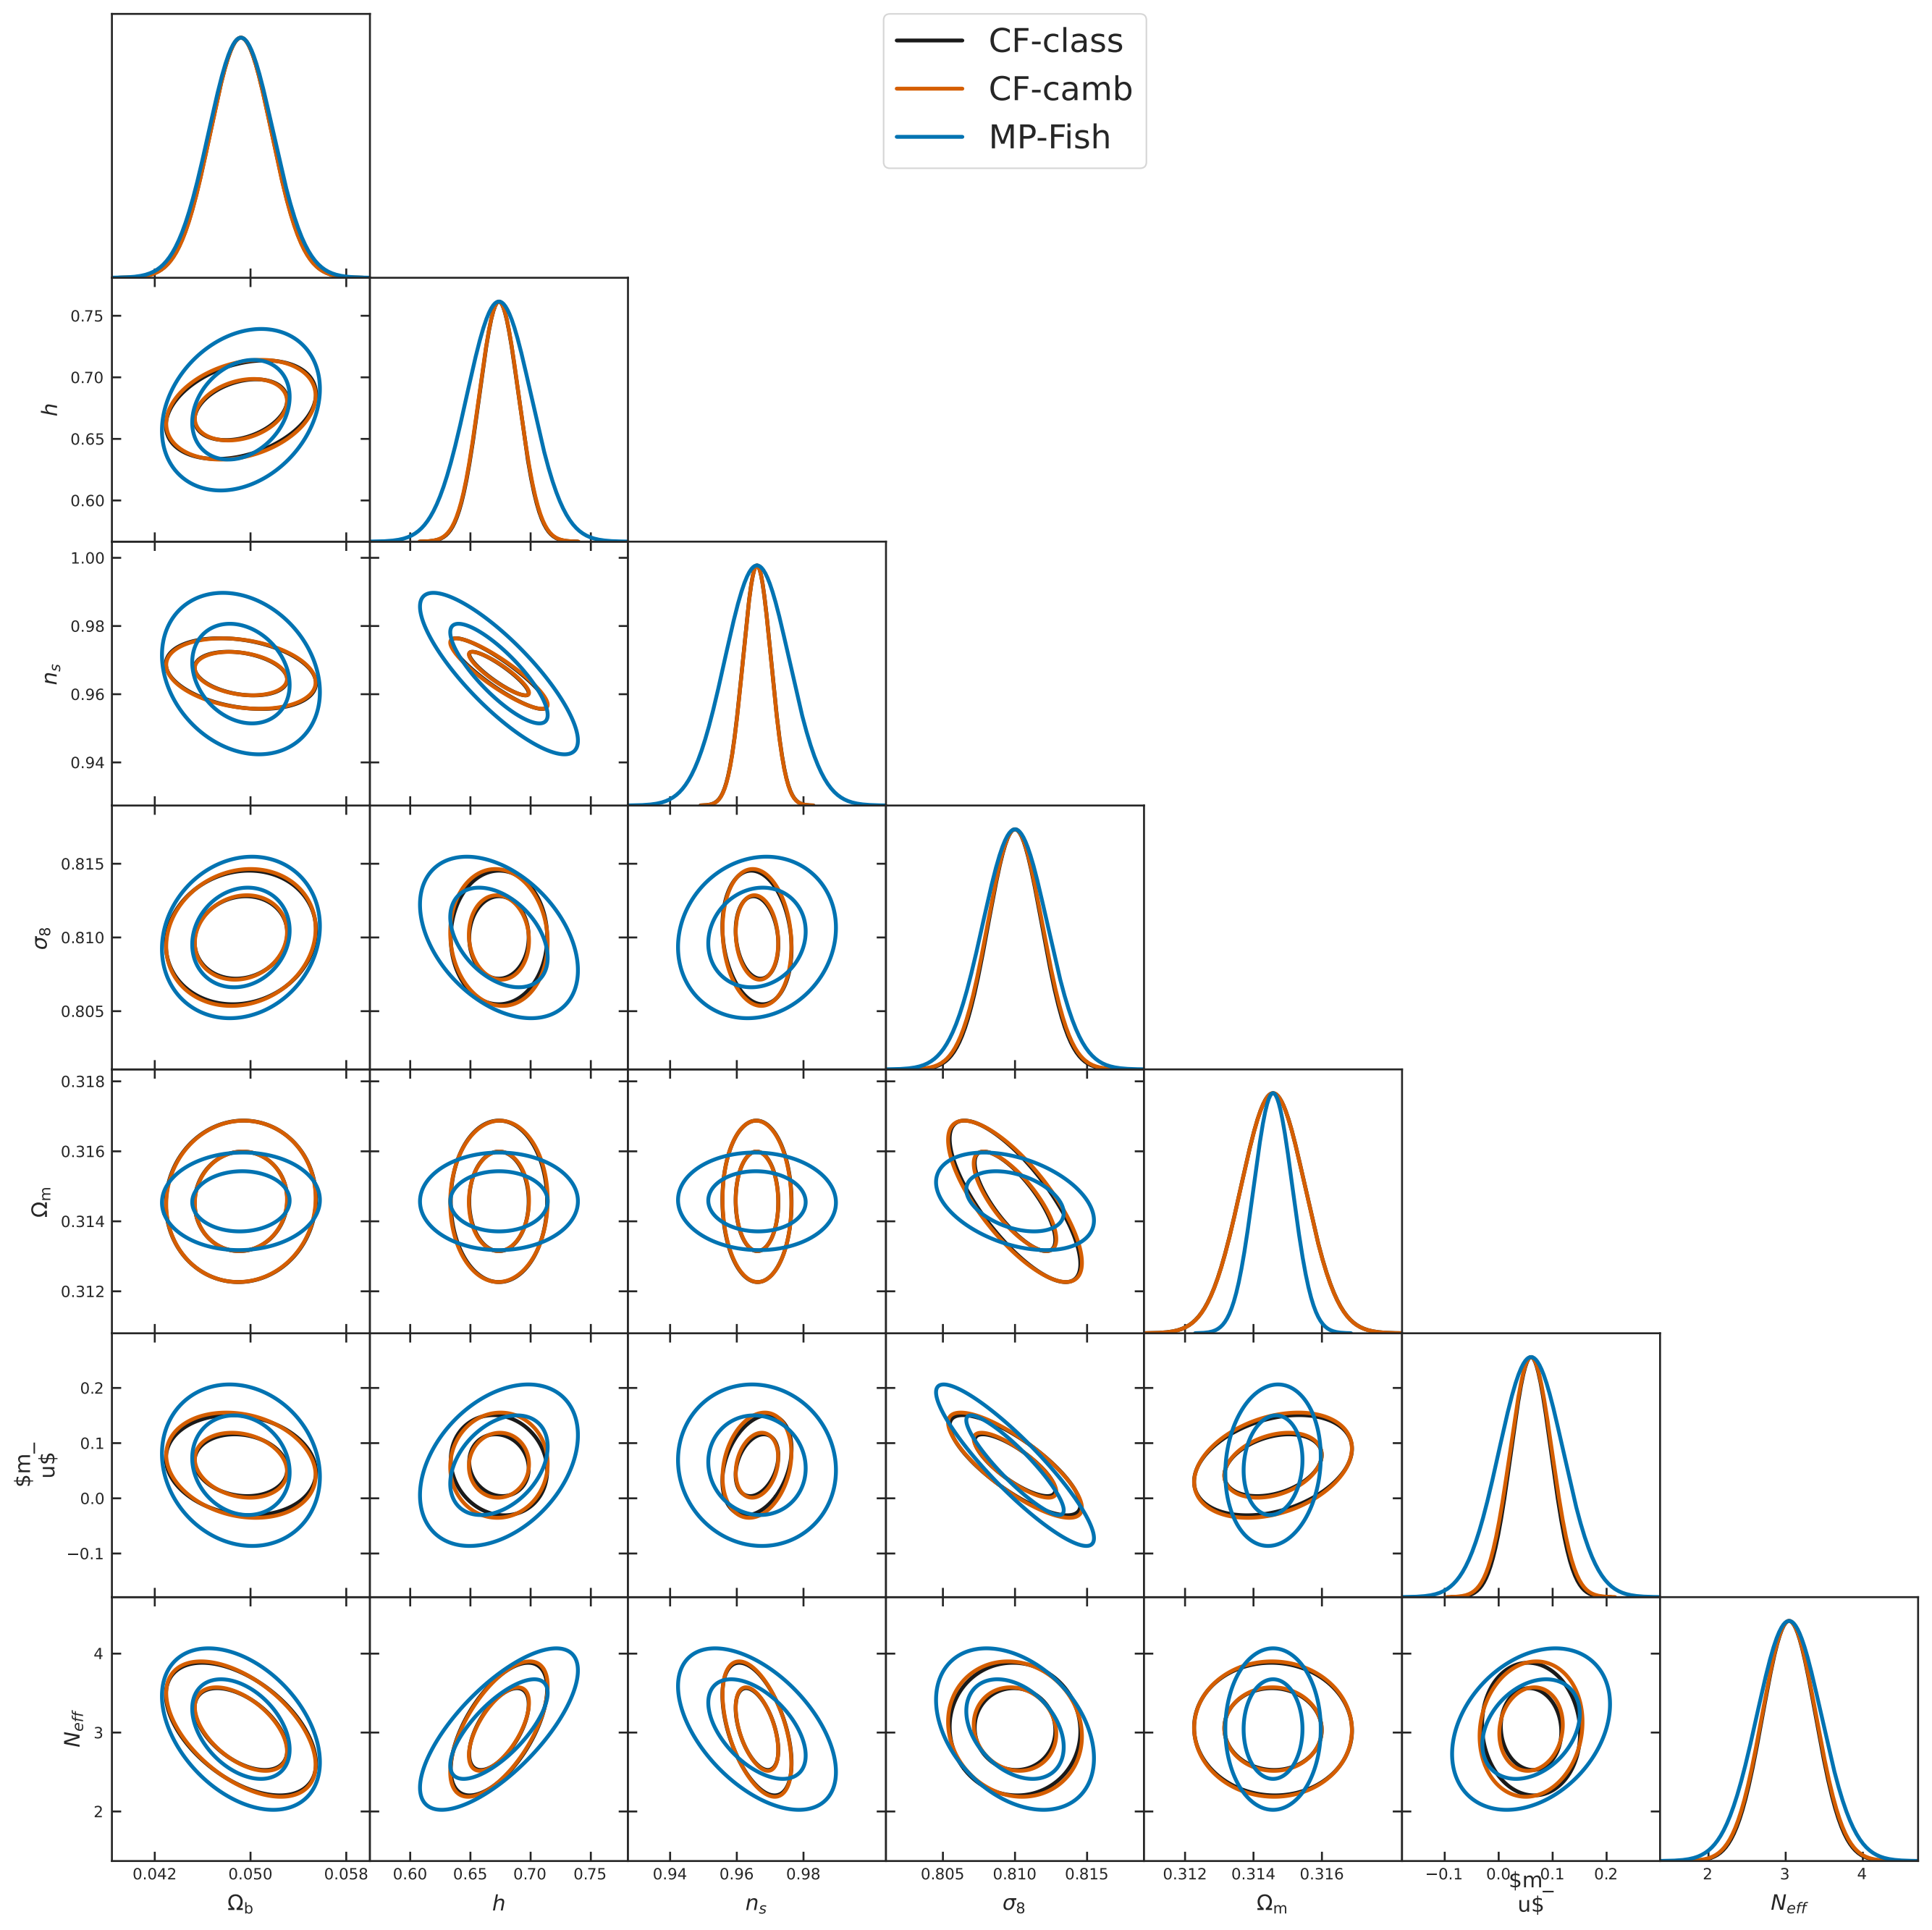 CF-class
CF-camb
MP-Fish
0.75
0.70
0.65
0.60
h
1.00
0.98
0.96
0.94
n_s
0.815
0.810
0.805
σ_8
0.318
0.316
0.314
0.312
Ω_m
0.2
0.1
0.0
−0.1
$m_
u$
4
3
2
N_eff
0.042 0.050 0.058 0.60 0.65 0.70 0.75 0.94 0.96 0.98 0.805 0.810 0.815 0.312 0.314 0.316 −0.1 0.0 0.1 0.2 2 3 4
Ω_b h n_s σ_8 Ω_m $m_
u$ N_eff